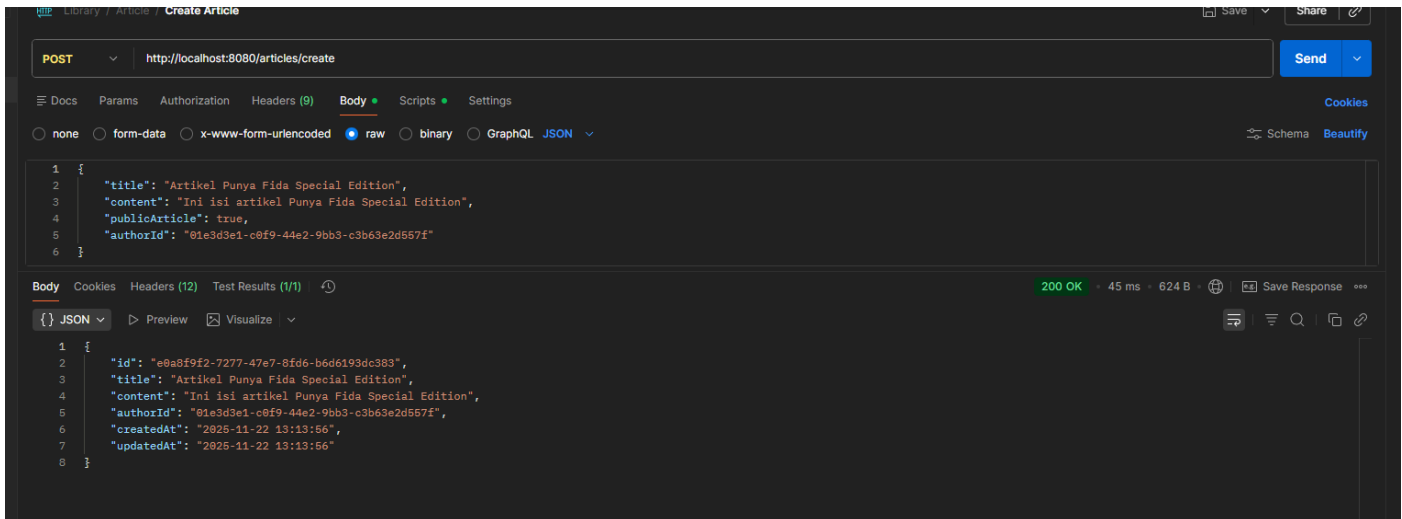 HTTP Library / Article / Create Article Save Share
POST http://localhost:8080/articles/create Send
Docs Params Authorization Headers (9) Body Scripts Settings Cookies
none form-data x-www-form-urlencoded raw binary GraphQL JSON Schema Beautify
1 {
2 "title": "Artikel Punya Fida Special Edition",
3 "content": "Ini isi artikel Punya Fida Special Edition",
4 "publicArticle": true,
5 "authorId": "01e3d3e1-c0f9-44e2-9bb3-c3b63e2d557f"
6 }
Body Cookies Headers (12) Test Results (1/1) 200 OK 45 ms 624 B Save Response
{} JSON Preview Visualize
1 {
2 "id": "e0a8f9f2-7277-47e7-8fd6-b6d6193dc383",
3 "title": "Artikel Punya Fida Special Edition",
4 "content": "Ini isi artikel Punya Fida Special Edition",
5 "authorId": "01e3d3e1-c0f9-44e2-9bb3-c3b63e2d557f",
6 "createdAt": "2025-11-22 13:13:56",
7 "updatedAt": "2025-11-22 13:13:56"
8 }